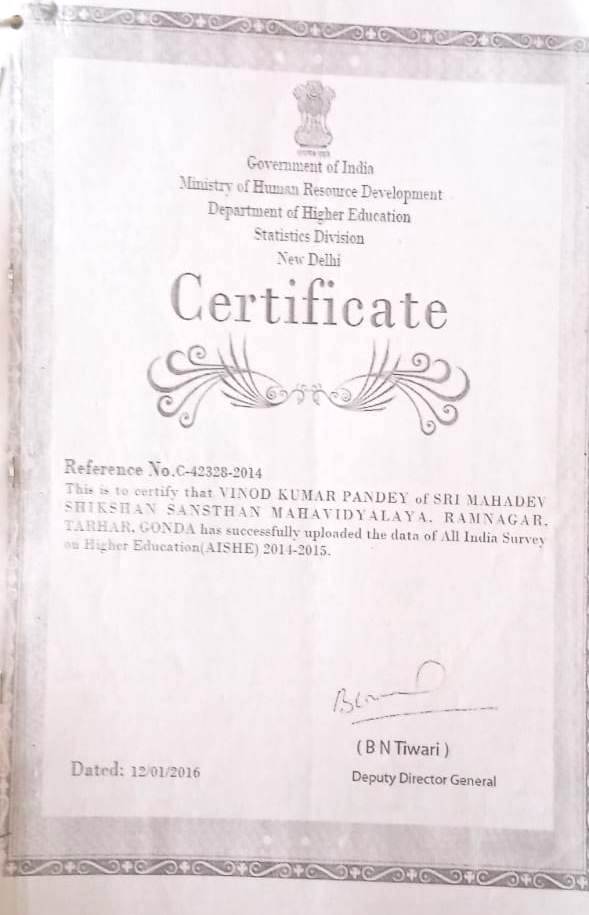 Government of India
Ministry of Human Resource Development
Department of Higher Education
Statistics Division
New Delhi
Certificate
Reference No.C-42328-2014
This is to certify that VINOD KUMAR PANDEY of SRI MAHADEV
SHIKSHAN SANSTHAN MAHAVIDYALAYA, RAMNAGAR,
TARHAR, GONDA has successfully uploaded the data of All India Survey
on Higher Education(AISHE) 2014-2015.
( B N Tiwari )
Dated: 12/01/2016
Deputy Director General